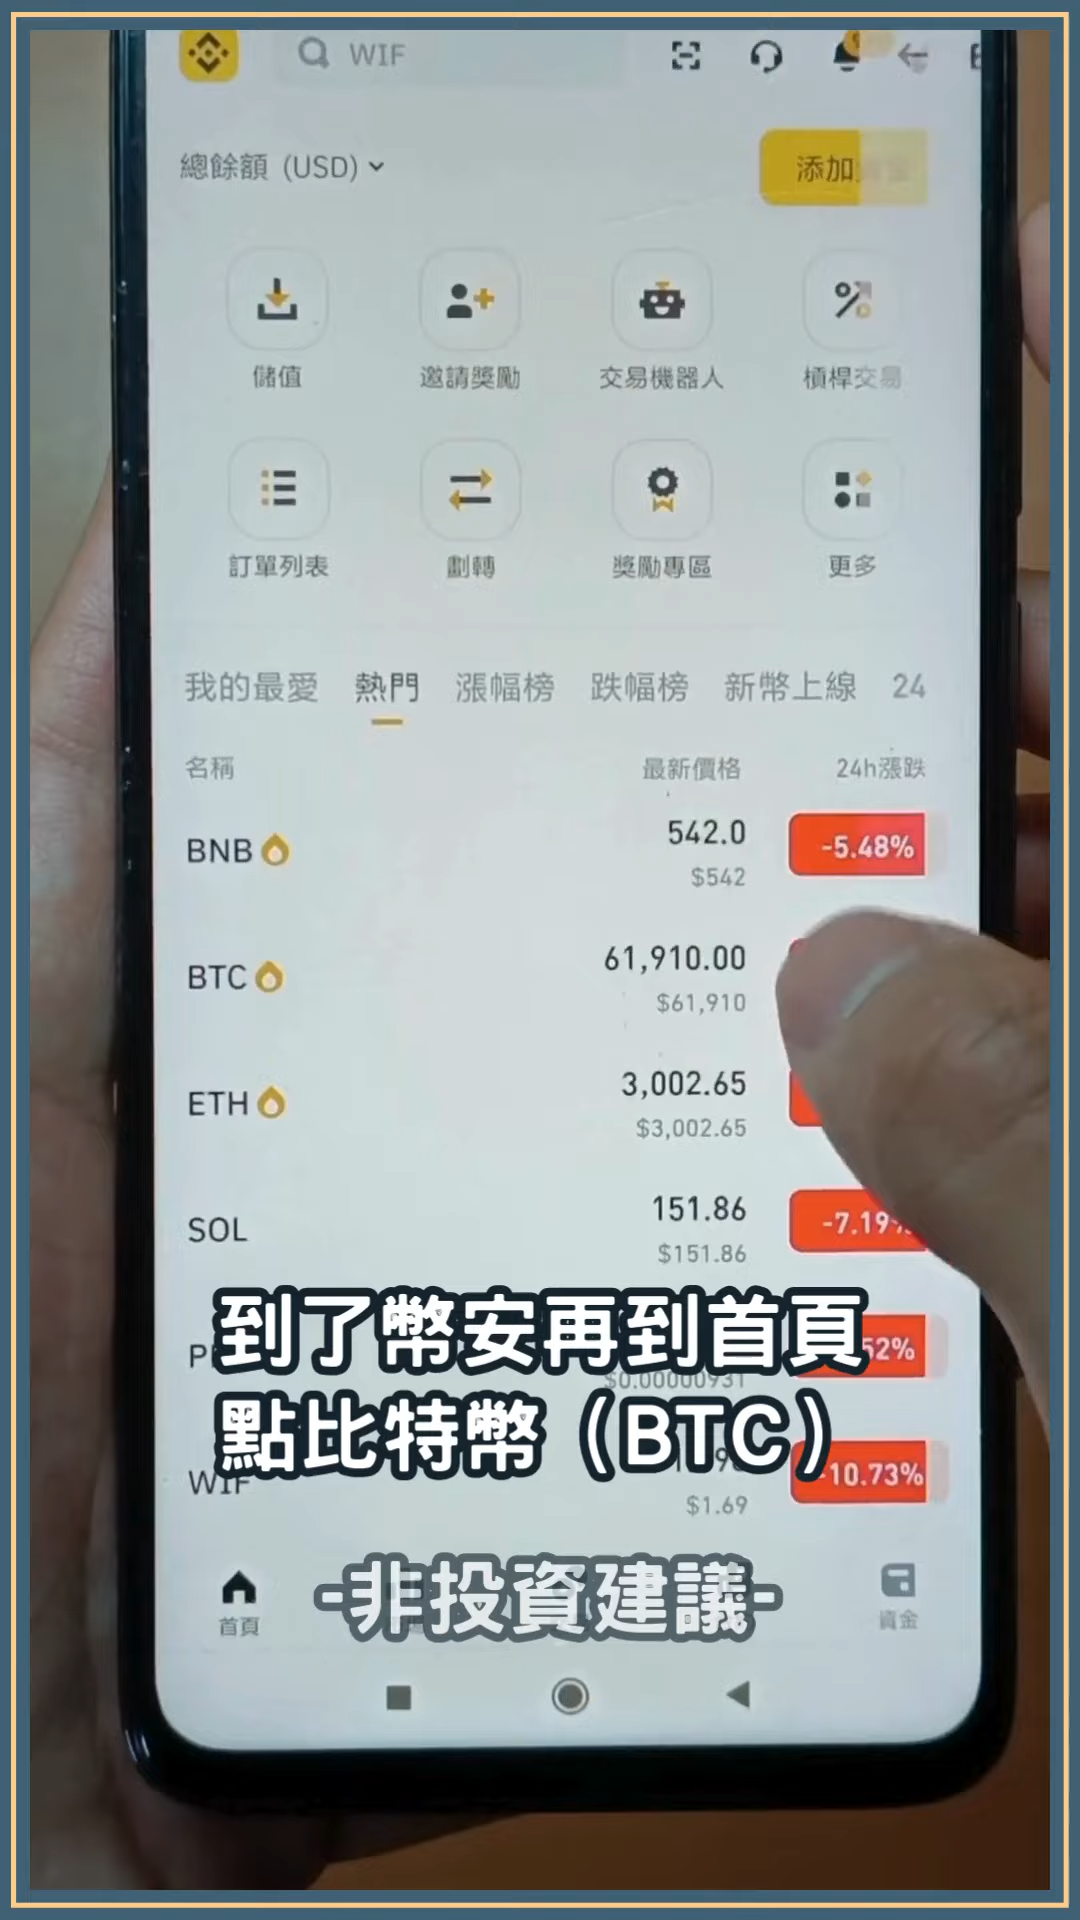 WIF
總餘額 (USD)
添加
儲值
邀請獎勵
交易機器人
槓桿交易
訂單列表
劃轉
獎勵專區
更多
我的最愛 熱門 漲幅榜 跌幅榜 新幣上線 24
名稱 最新價格 24h漲跌
BNB 542.0 -5.48%
$542
BTC 61,910.00
$61,910
ETH 3,002.65
$3,002.65
SOL 151.86 -7.19%
$151.86
到了幣安再到首頁
52%
$0.00000931
點比特幣（BTC）
WIF -10.73%
$1.69
-非投資建議-
首頁
資金